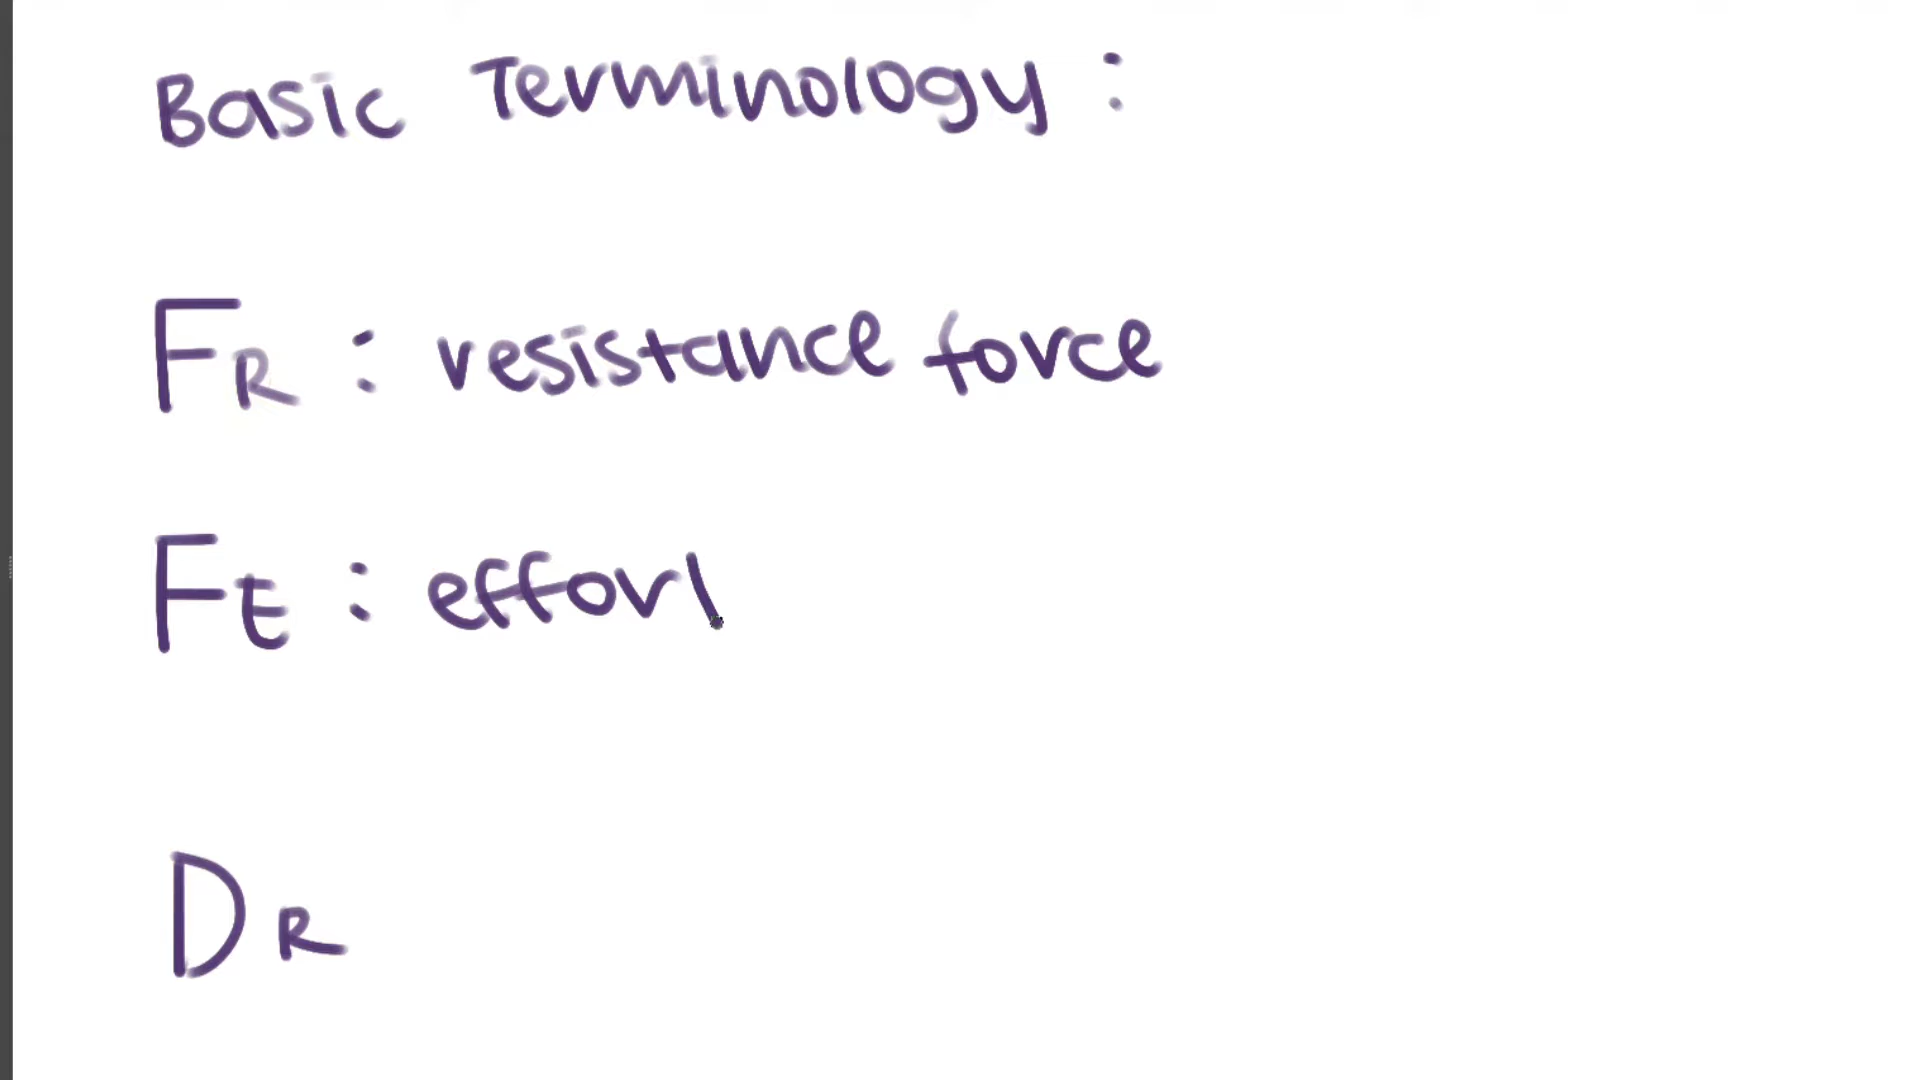 Basic Terminology :
FR : resistance force
FE : effort
DR